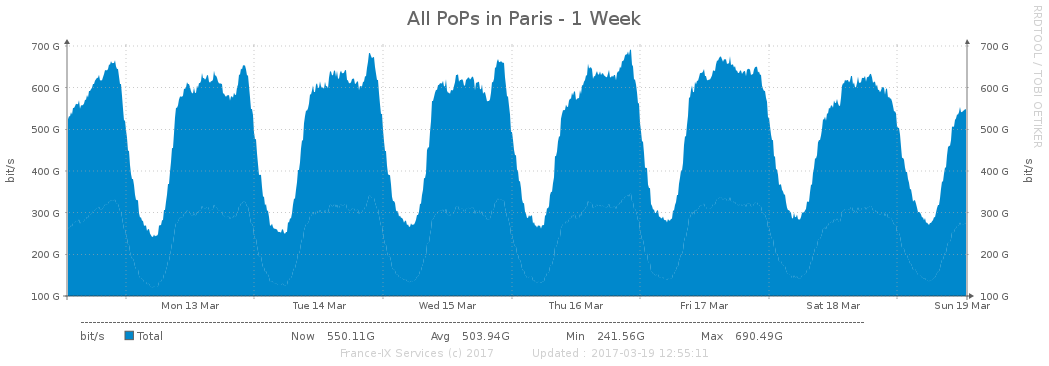 All PoPs in Paris - 1 Week
RRDTOOL / TOBI OETIKER
700 G 700 G
600 G 600 G
500 G 500 G
400 G 400 G
300 G 300 G
200 G 200 G
100 G 100 G
bit/s
bit/s
Mon 13 Mar Tue 14 Mar Wed 15 Mar Thu 16 Mar Fri 17 Mar Sat 18 Mar Sun 19 Mar
bit/s Total Now 550.11G Avg 503.94G Min 241.56G Max 690.49G
France-IX Services (c) 2017 Updated : 2017-03-19 12:55:11